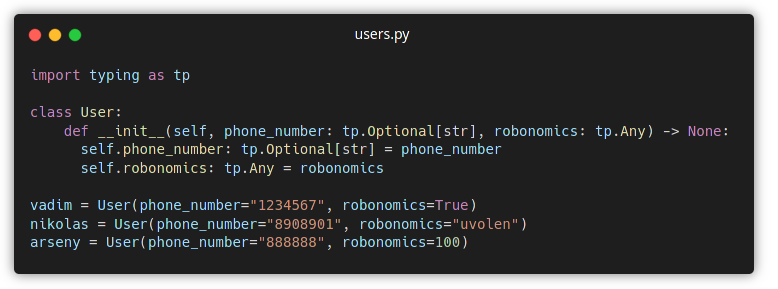 users.py
import typing as tp
class User:
    def __init__(self, phone_number: tp.Optional[str], robonomics: tp.Any) -> None:
      self.phone_number: tp.Optional[str] = phone_number
      self.robonomics: tp.Any = robonomics
vadim = User(phone_number="1234567", robonomics=True)
nikolas = User(phone_number="8908901", robonomics="uvolen")
arseny = User(phone_number="888888", robonomics=100)